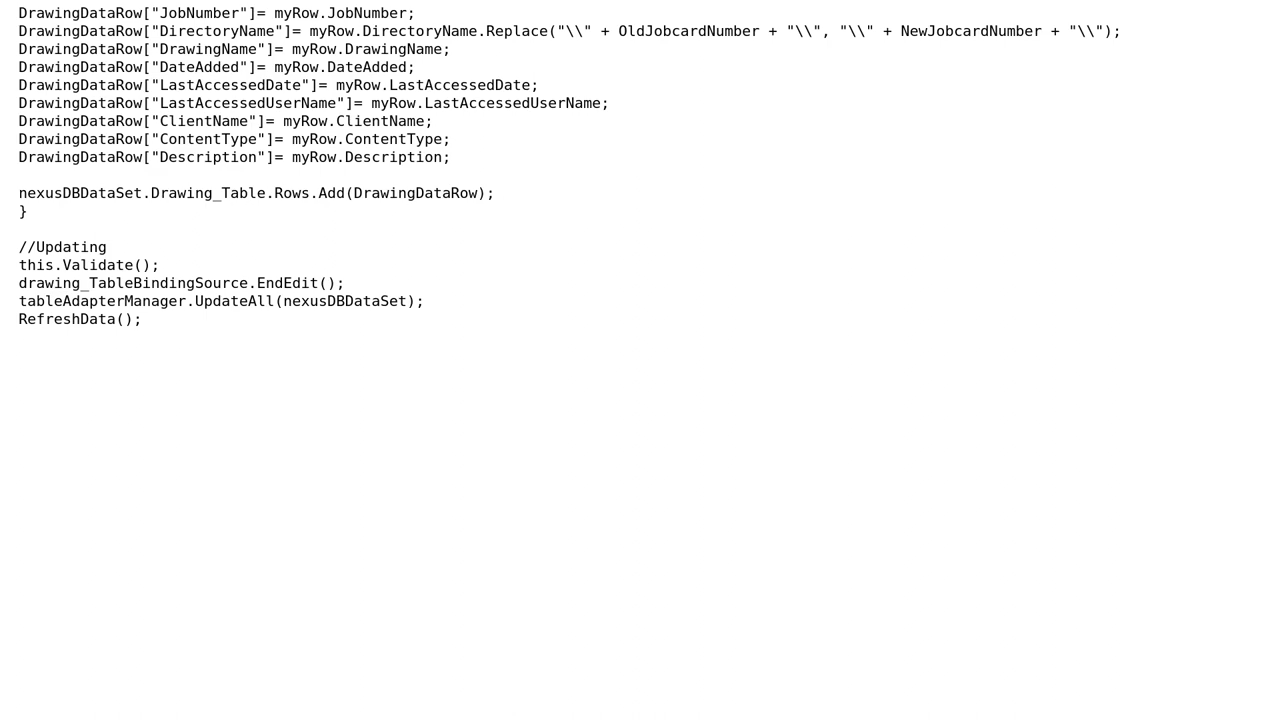 DrawingDataRow["JobNumber"]= myRow.JobNumber;
DrawingDataRow["DirectoryName"]= myRow.DirectoryName.Replace("\\" + OldJobcardNumber + "\\", "\\" + NewJobcardNumber + "\\");
DrawingDataRow["DrawingName"]= myRow.DrawingName;
DrawingDataRow["DateAdded"]= myRow.DateAdded;
DrawingDataRow["LastAccessedDate"]= myRow.LastAccessedDate;
DrawingDataRow["LastAccessedUserName"]= myRow.LastAccessedUserName;
DrawingDataRow["ClientName"]= myRow.ClientName;
DrawingDataRow["ContentType"]= myRow.ContentType;
DrawingDataRow["Description"]= myRow.Description;

nexusDBDataSet.Drawing_Table.Rows.Add(DrawingDataRow);
}

//Updating
this.Validate();
drawing_TableBindingSource.EndEdit();
tableAdapterManager.UpdateAll(nexusDBDataSet);
RefreshData();